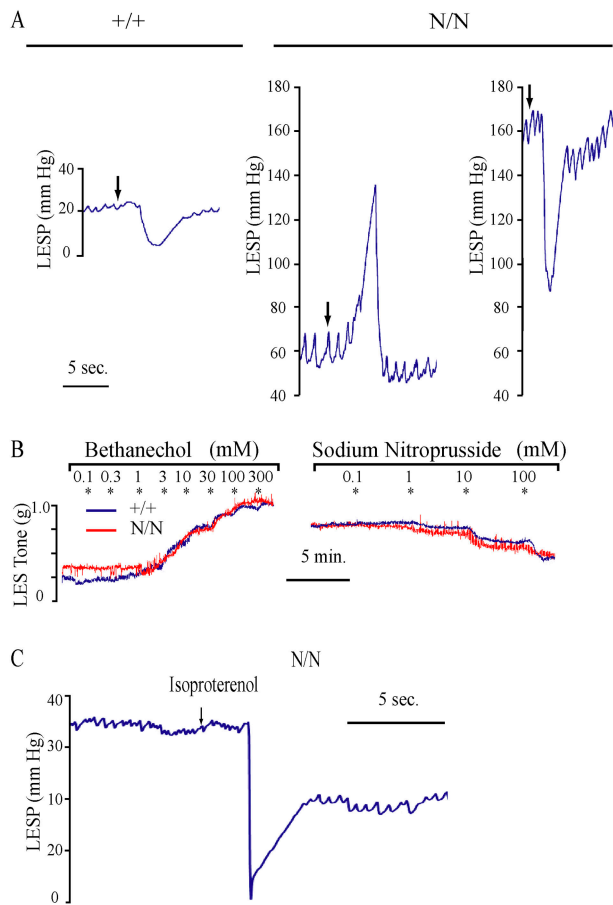 A
+/+
N/N
LESP (mm Hg)
40
20
0
5 sec.
LESP (mm Hg)
180
160
140
120
100
80
60
40
LESP (mm Hg)
180
160
140
120
100
80
60
40
B
Bethanechol (mM)
0.1 0.3 1 3 10 30 100 300
* * * * * * * *
Sodium Nitroprusside (mM)
0.1 1 10 100
* * * *
LES Tone (g)
1.0
0
+/+
N/N
5 min.
C
N/N
Isoproterenol
5 sec.
LESP (mm Hg)
40
30
10
20
0